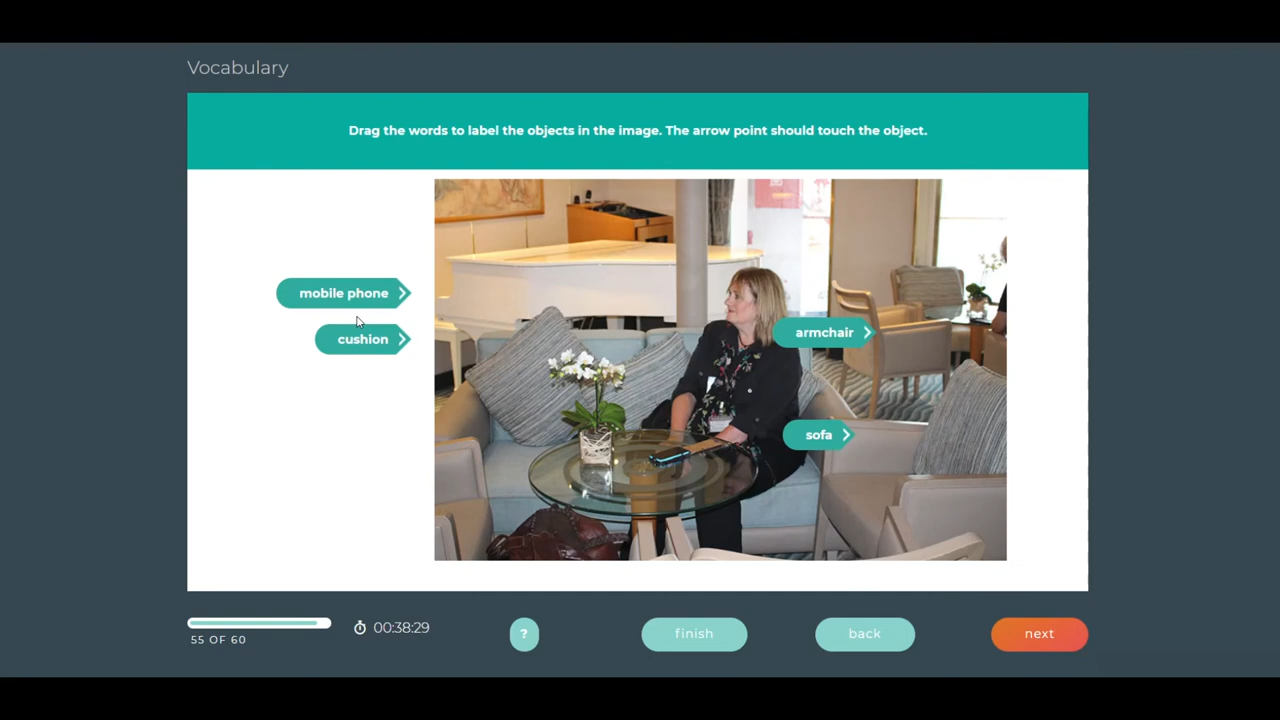 Vocabulary
Drag the words to label the objects in the image. The arrow point should touch the object.
mobile phone
cushion
armchair
sofa
55 OF 60
00:38:29
?
finish
back
next